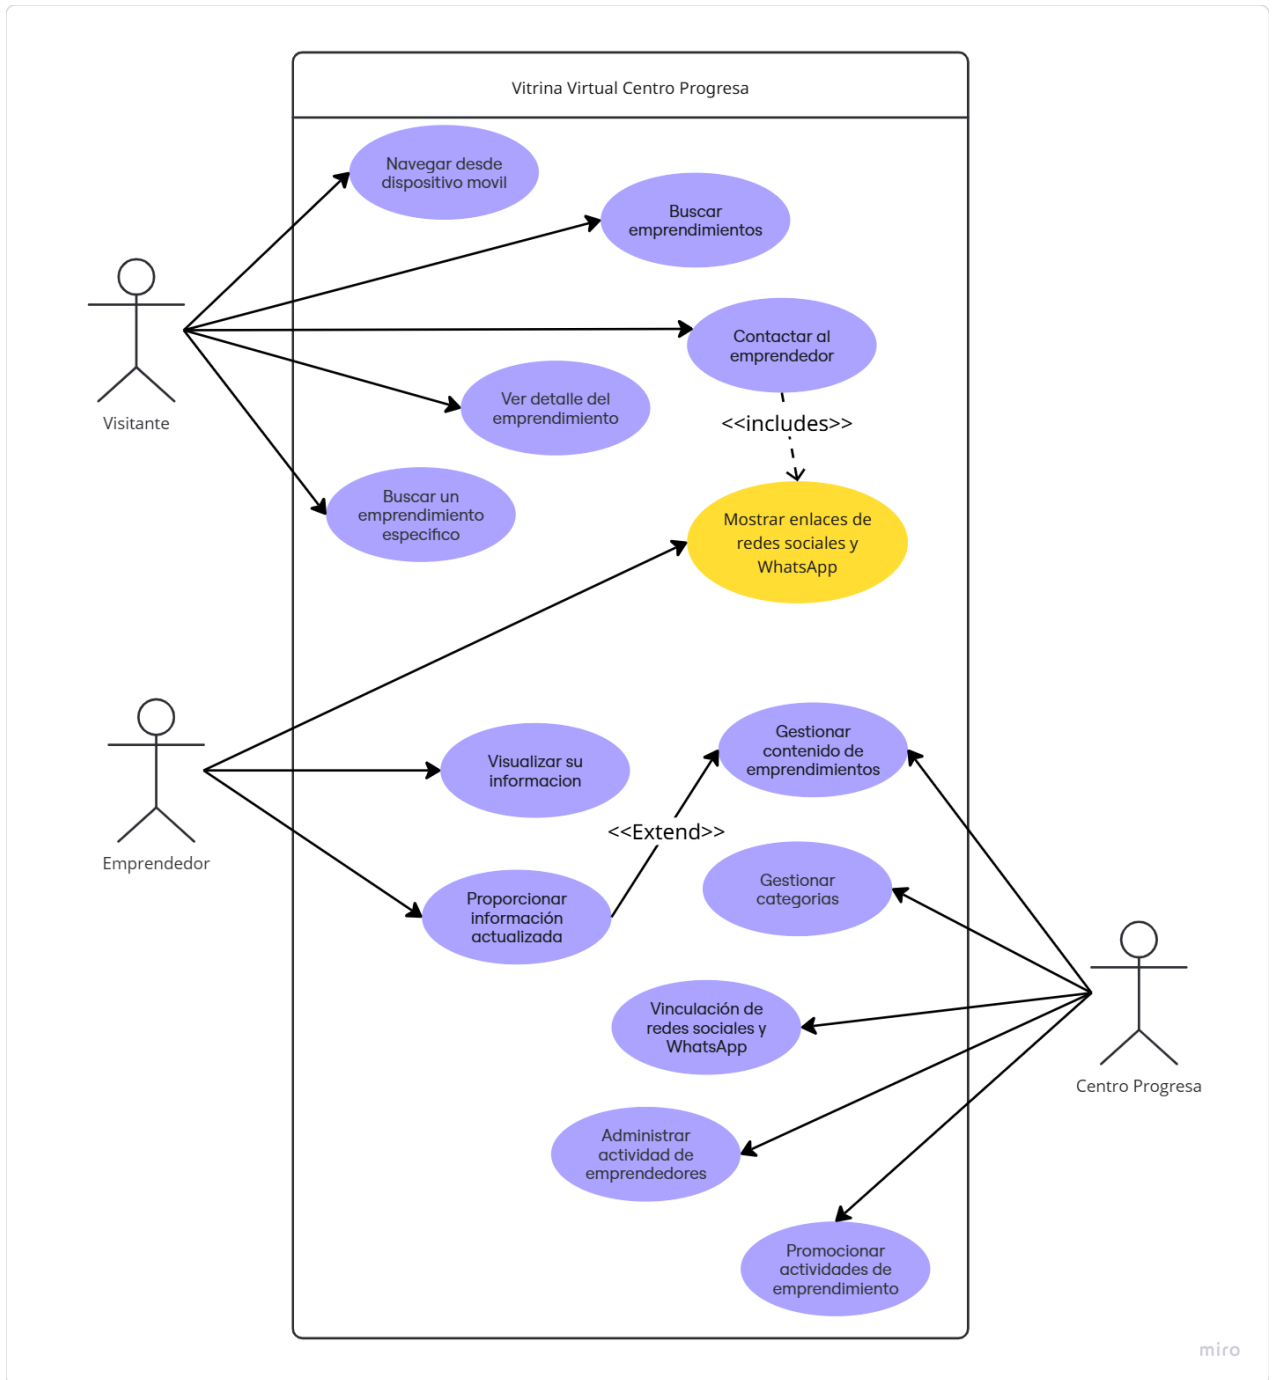 Vitrina Virtual Centro Progresa
Navegar desde
dispositivo movil
Buscar
emprendimientos
Contactar al
emprendedor
Visitante
Ver detalle del
emprendimiento
<<includes>>
Buscar un
emprendimiento
especifico
Mostrar enlaces de
redes sociales y
WhatsApp
Emprendedor
Visualizar su
informacion
Gestionar
contenido de
emprendimientos
<<Extend>>
Proporcionar
información
actualizada
Gestionar
categorias
Vinculación de
redes sociales y
WhatsApp
Centro Progresa
Administrar
actividad de
emprendedores
Promocionar
actividades de
emprendimiento
miro